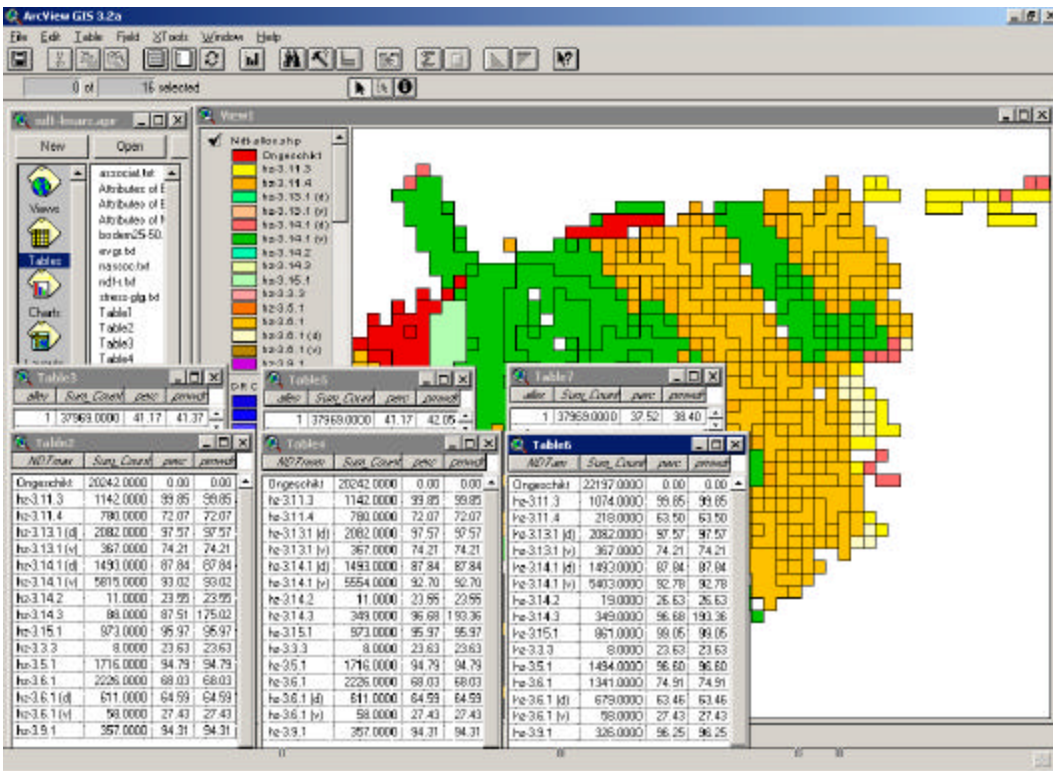 ArcView GIS 3.2a
File Edit Table Field XTools Window Help
0 of 16 selected
New Open
Views
Tables
Charts
associat.txt
Attributes of E
Attributes of E
Attributes of
bodem25-50.
nassoc.txt
Table1
Table2
Table3
Table4
View1
Ongeschikt
hz-3.11.3
hz-3.11.4
hz-3.13.1 (d)
hz-3.13.1 (v)
hz-3.14.1 (d)
hz-3.14.1 (v)
hz-3.14.2
hz-3.14.3
hz-3.15.1
hz-3.3.3
hz-3.5.1
hz-3.6.1
hz-3.6.1 (d)
hz-3.6.1 (v)
hz-3.9.1
Table3
Sum_Count perc
1 37969.0000 41.17 41.37
Table5
Sum_Count perc
1 37969.0000 41.17 42.05
Table7
Sum_Count perc
1 37969.0000 37.52 38.40
Table2
Sum_Count perc
Ongeschikt 20242.0000 0.00 0.00
hz-3.11.3 1142.0000 99.85 99.85
hz-3.11.4 780.0000 72.07 72.07
hz-3.13.1 (d) 2082.0000 97.57 97.57
hz-3.13.1 (v) 367.0000 74.21 74.21
hz-3.14.1 (d) 1493.0000 87.84 87.84
hz-3.14.1 (v) 5815.0000 93.02 93.02
hz-3.14.2 11.0000 23.55 23.55
hz-3.14.3 88.0000 87.51 175.02
hz-3.15.1 973.0000 95.97 95.97
hz-3.3.3 8.0000 23.63 23.63
hz-3.5.1 1716.0000 94.79 94.79
hz-3.6.1 2226.0000 68.03 68.03
hz-3.6.1 (d) 611.0000 64.59 64.59
hz-3.6.1 (v) 58.0000 27.43 27.43
hz-3.9.1 357.0000 94.31 94.31
Table4
Sum_Count perc
Ongeschikt 20242.0000 0.00 0.00
hz-3.11.3 1142.0000 99.85 99.85
hz-3.11.4 780.0000 72.07 72.07
hz-3.13.1 (d) 2082.0000 97.57 97.57
hz-3.13.1 (v) 367.0000 74.21 74.21
hz-3.14.1 (d) 1493.0000 87.84 87.84
hz-3.14.1 (v) 5554.0000 92.70 92.70
hz-3.14.2 11.0000 23.55 23.55
hz-3.14.3 349.0000 96.68 193.36
hz-3.15.1 973.0000 95.97 95.97
hz-3.3.3 8.0000 23.63 23.63
hz-3.5.1 1716.0000 94.79 94.79
hz-3.6.1 2226.0000 68.03 68.03
hz-3.6.1 (d) 611.0000 64.59 64.59
hz-3.6.1 (v) 58.0000 27.43 27.43
hz-3.9.1 357.0000 94.31 94.31
Table6
Sum_Count perc
Ongeschikt 22197.0000 0.00 0.00
hz-3.11.3 1074.0000 99.85 99.85
hz-3.11.4 218.0000 63.50 63.50
hz-3.13.1 (d) 2082.0000 97.57 97.57
hz-3.13.1 (v) 367.0000 74.21 74.21
hz-3.14.1 (d) 1493.0000 87.84 87.84
hz-3.14.1 (v) 5403.0000 92.78 92.78
hz-3.14.2 19.0000 26.63 26.63
hz-3.14.3 349.0000 96.68 193.36
hz-3.15.1 861.0000 99.05 99.05
hz-3.3.3 8.0000 23.63 23.63
hz-3.5.1 1494.0000 96.60 96.60
hz-3.6.1 1341.0000 74.91 74.91
hz-3.6.1 (d) 679.0000 63.46 63.46
hz-3.6.1 (v) 58.0000 27.43 27.43
hz-3.9.1 326.0000 96.25 96.25